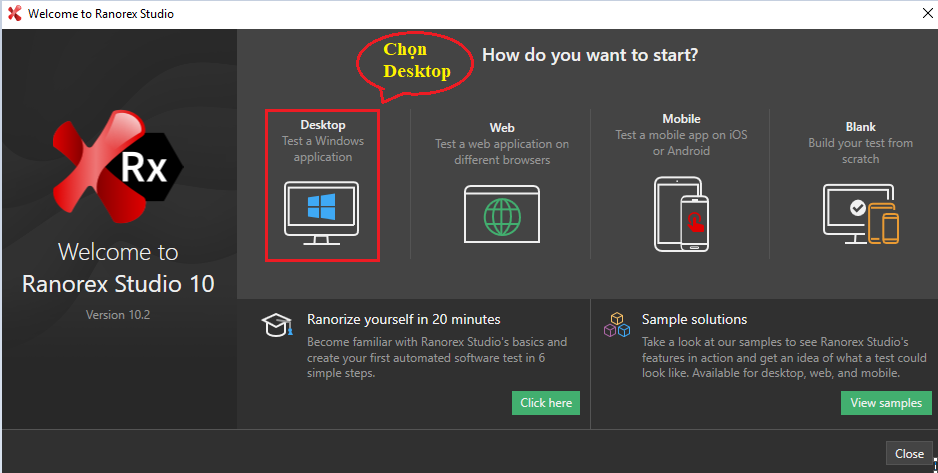 Welcome to Ranorex Studio
Chọn
Desktop
How do you want to start?
Desktop
Test a Windows
application
Web
Test a web application on
different browsers
Mobile
Test a mobile app on iOS
or Android
Blank
Build your test from
scratch
Rx
Welcome to
Ranorex Studio 10
Version 10.2
Ranorize yourself in 20 minutes
Become familiar with Ranorex Studio's basics and
create your first automated software test in 6
simple steps.
Click here
Sample solutions
Take a look at our samples to see Ranorex Studio's
features in action and get an idea of what a test could
look like. Available for desktop, web, and mobile.
View samples
Close